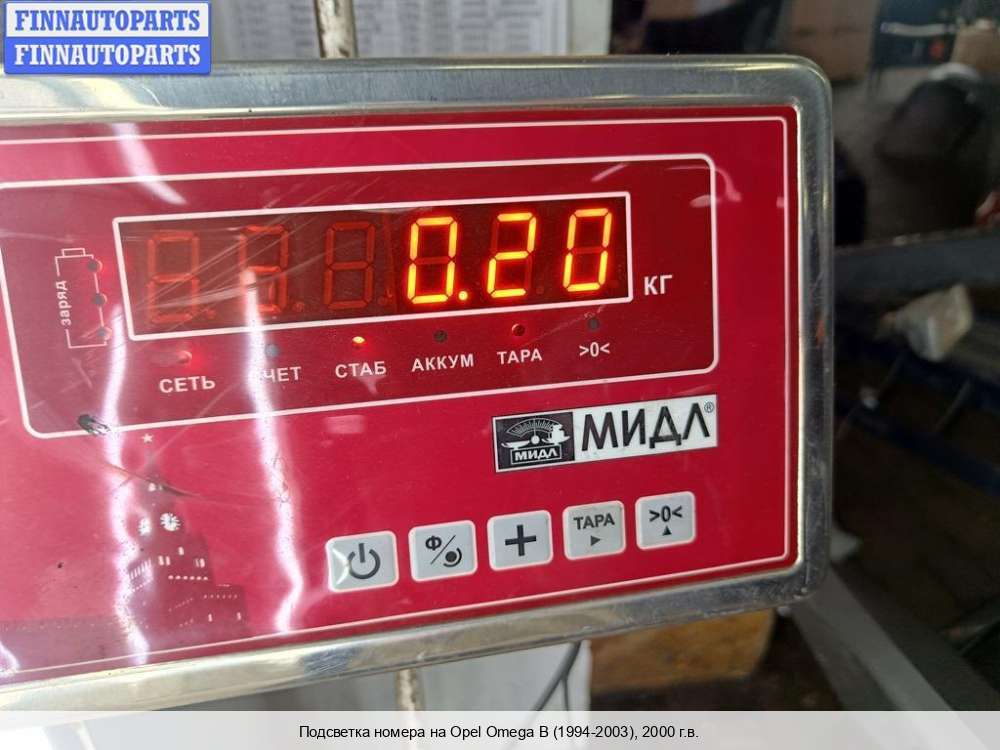 FINNAUTOPARTS
FINNAUTOPARTS
0.20
КГ
заряд
СЕТЬ
СТАБ
АККУМ
ТАРА
>0<
МИДЛ
МИДЛ®
Ф/
+
ТАРА
>0<
Подсветка номера на Opel Omega B (1994-2003), 2000 г.в.